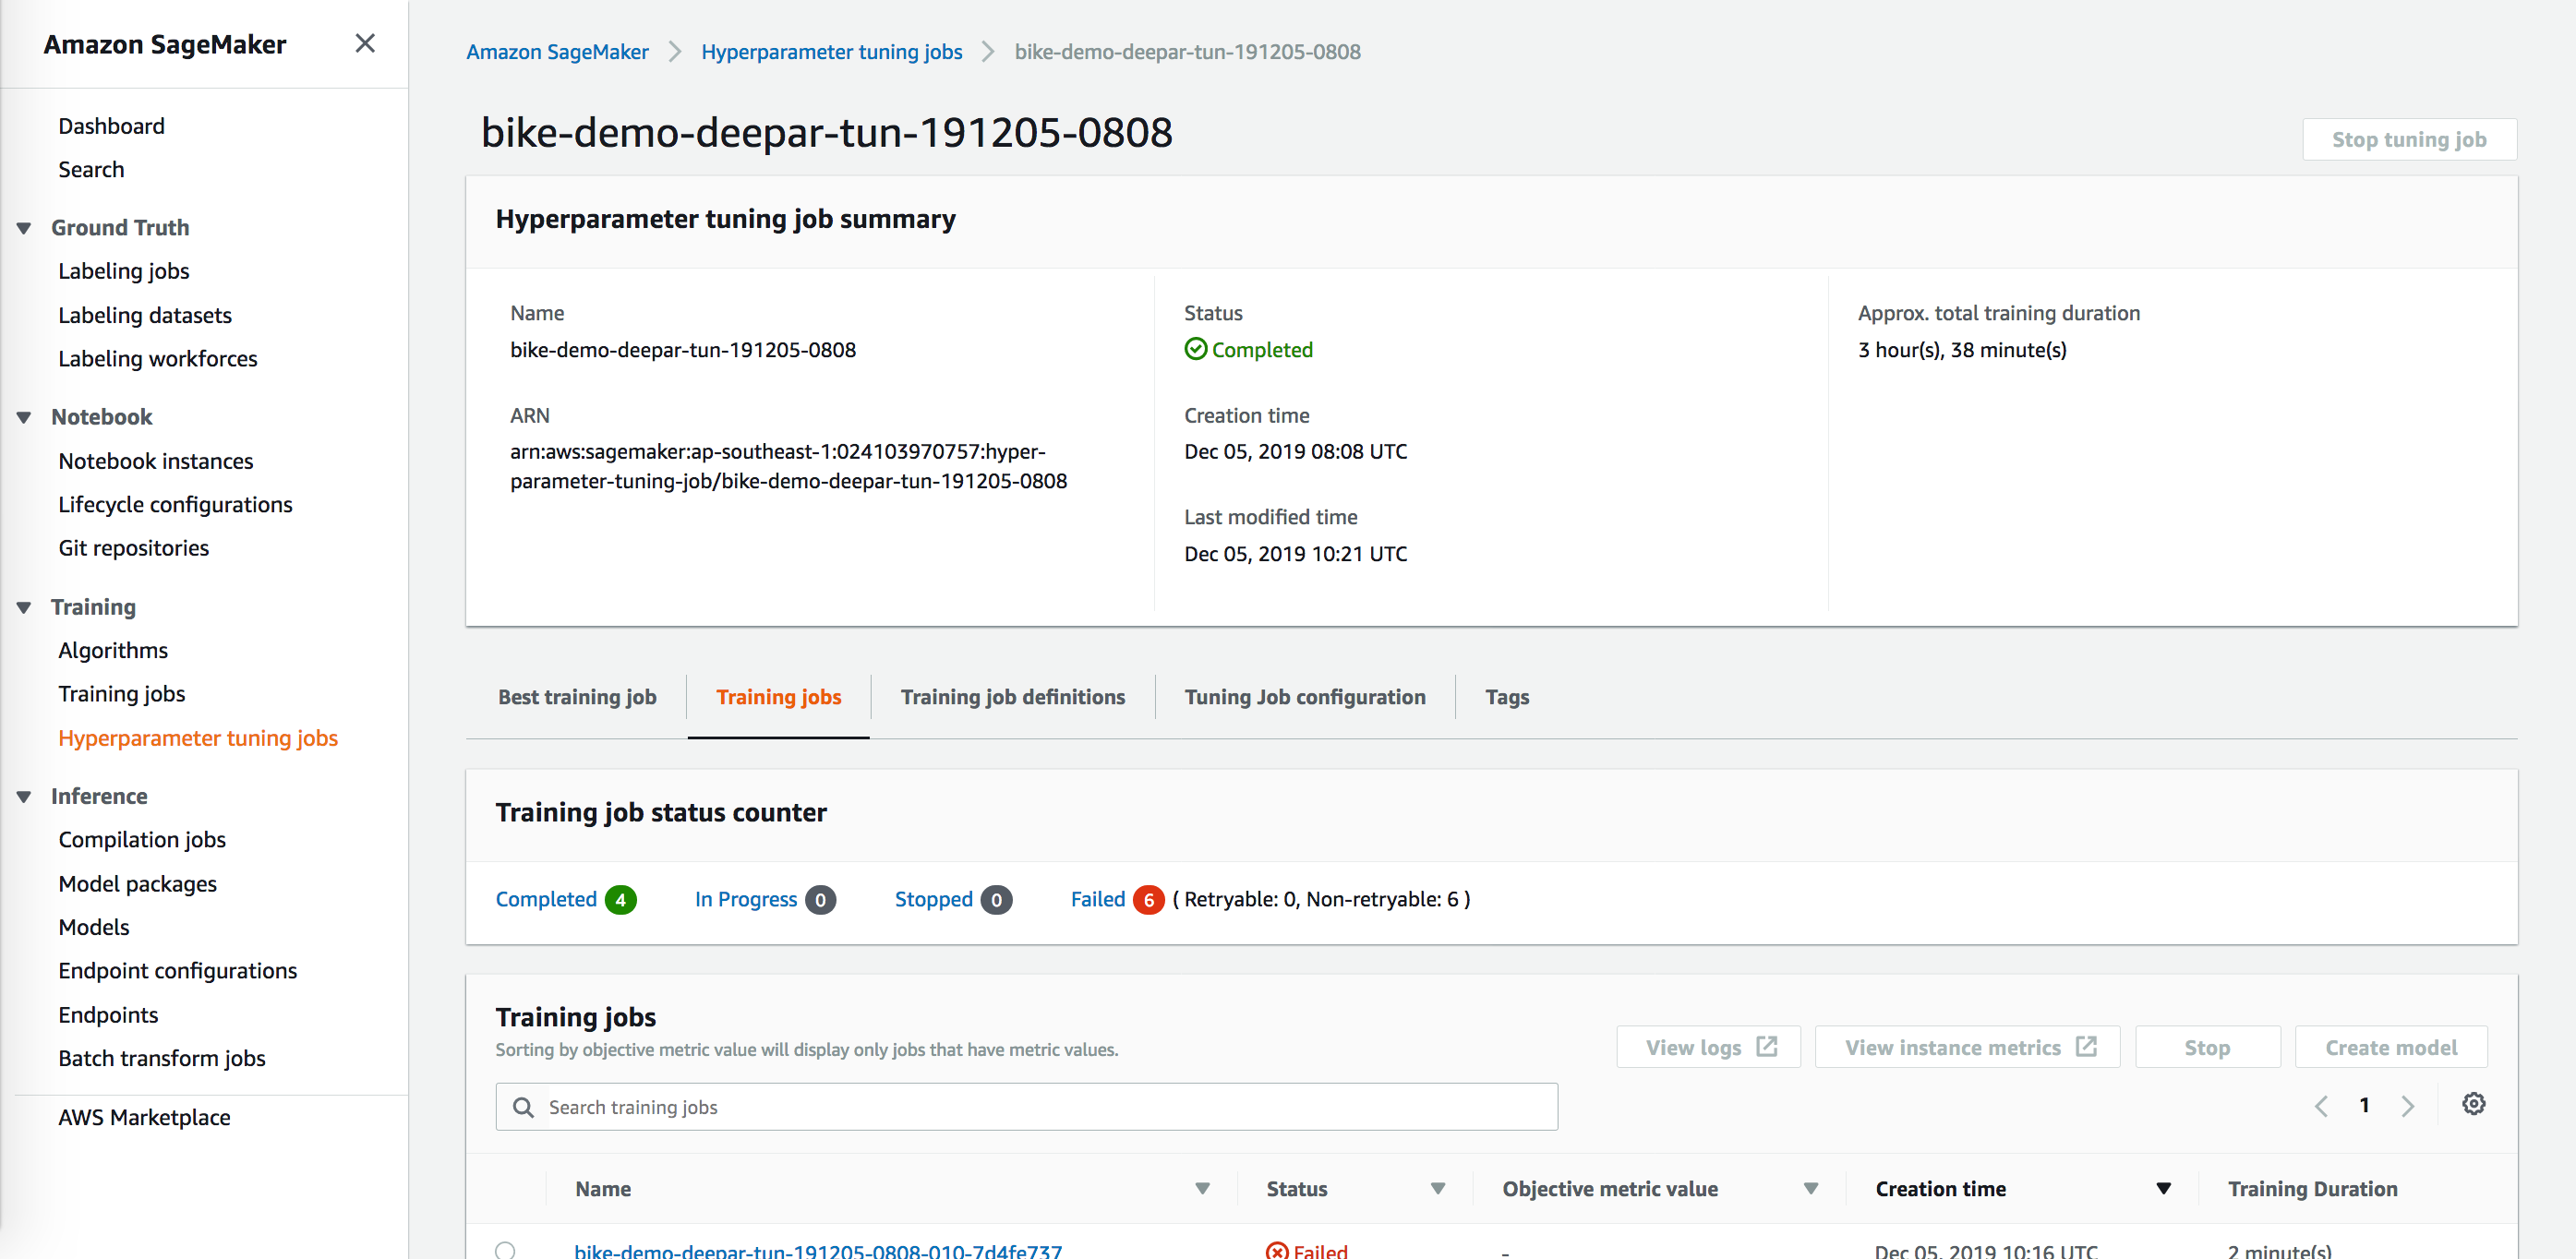 Amazon SageMaker
Dashboard
Search
Ground Truth
Labeling jobs
Labeling datasets
Labeling workforces
Notebook
Notebook instances
Lifecycle configurations
Git repositories
Training
Algorithms
Training jobs
Hyperparameter tuning jobs
Inference
Compilation jobs
Model packages
Models
Endpoint configurations
Endpoints
Batch transform jobs
AWS Marketplace
Amazon SageMaker > Hyperparameter tuning jobs > bike-demo-deepar-tun-191205-0808
bike-demo-deepar-tun-191205-0808
Stop tuning job
Hyperparameter tuning job summary
Name
bike-demo-deepar-tun-191205-0808
ARN
arn:aws:sagemaker:ap-southeast-1:024103970757:hyper-
parameter-tuning-job/bike-demo-deepar-tun-191205-0808
Status
Completed
Creation time
Dec 05, 2019 08:08 UTC
Last modified time
Dec 05, 2019 10:21 UTC
Approx. total training duration
3 hour(s), 38 minute(s)
Best training job Training jobs Training job definitions Tuning Job configuration Tags
Training job status counter
Completed 4 In Progress 0 Stopped 0 Failed 6 ( Retryable: 0, Non-retryable: 6 )
Training jobs
Sorting by objective metric value will display only jobs that have metric values.
View logs View instance metrics Stop Create model
Search training jobs
1
Name Status Objective metric value Creation time Training Duration
bike-demo-deepar-tun-191205-0808-010-7d4fe737 Failed - Dec 05, 2019 10:16 UTC 2 minute(s)